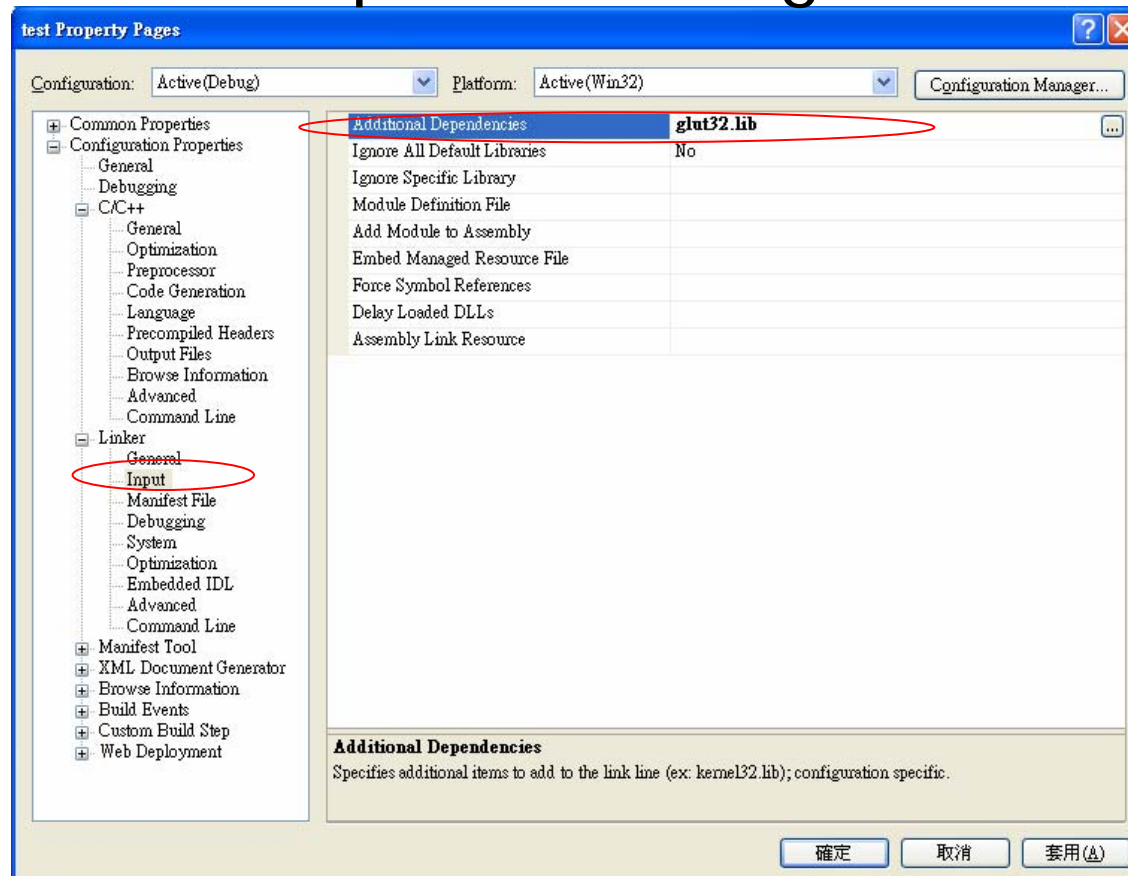 test Property Pages
Configuration: Active(Debug) Platform: Active(Win32) Configuration Manager...
Common Properties
Configuration Properties
General
Debugging
C/C++
General
Optimization
Preprocessor
Code Generation
Language
Precompiled Headers
Output Files
Browse Information
Advanced
Command Line
Linker
General
Input
Manifest File
Debugging
System
Optimization
Embedded IDL
Advanced
Command Line
Manifest Tool
XML Document Generator
Browse Information
Build Events
Custom Build Step
Web Deployment
Additional Dependencies glut32.lib ...
Ignore All Default Libraries No
Ignore Specific Library
Module Definition File
Add Module to Assembly
Embed Managed Resource File
Force Symbol References
Delay Loaded DLLs
Assembly Link Resource
Additional Dependencies
Specifies additional items to add to the link line (ex: kernel32.lib); configuration specific.
確定 取消 套用(A)